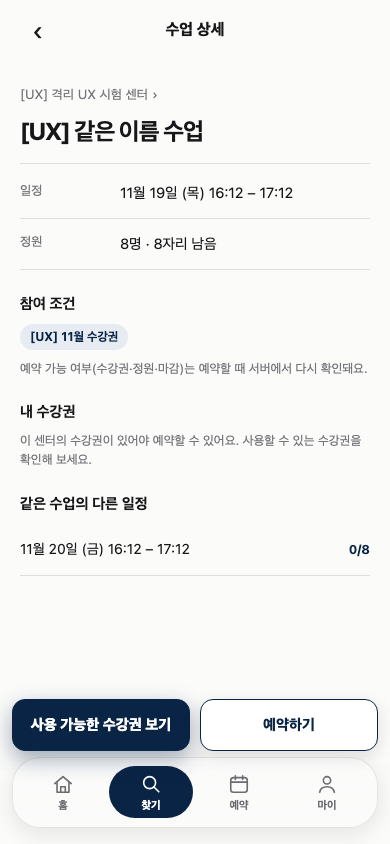 ‹
수업 상세
[UX] 격리 UX 시험 센터 ›
[UX] 같은 이름 수업
일정
11월 19일 (목) 16:12 – 17:12
정원
8명 · 8자리 남음
참여 조건
[UX] 11월 수강권
예약 가능 여부(수강권·정원·마감)는 예약할 때 서버에서 다시 확인돼요.
내 수강권
이 센터의 수강권이 있어야 예약할 수 있어요. 사용할 수 있는 수강권을
확인해 보세요.
같은 수업의 다른 일정
11월 20일 (금) 16:12 – 17:12
0/8
사용 가능한 수강권 보기
예약하기
홈
찾기
예약
마이